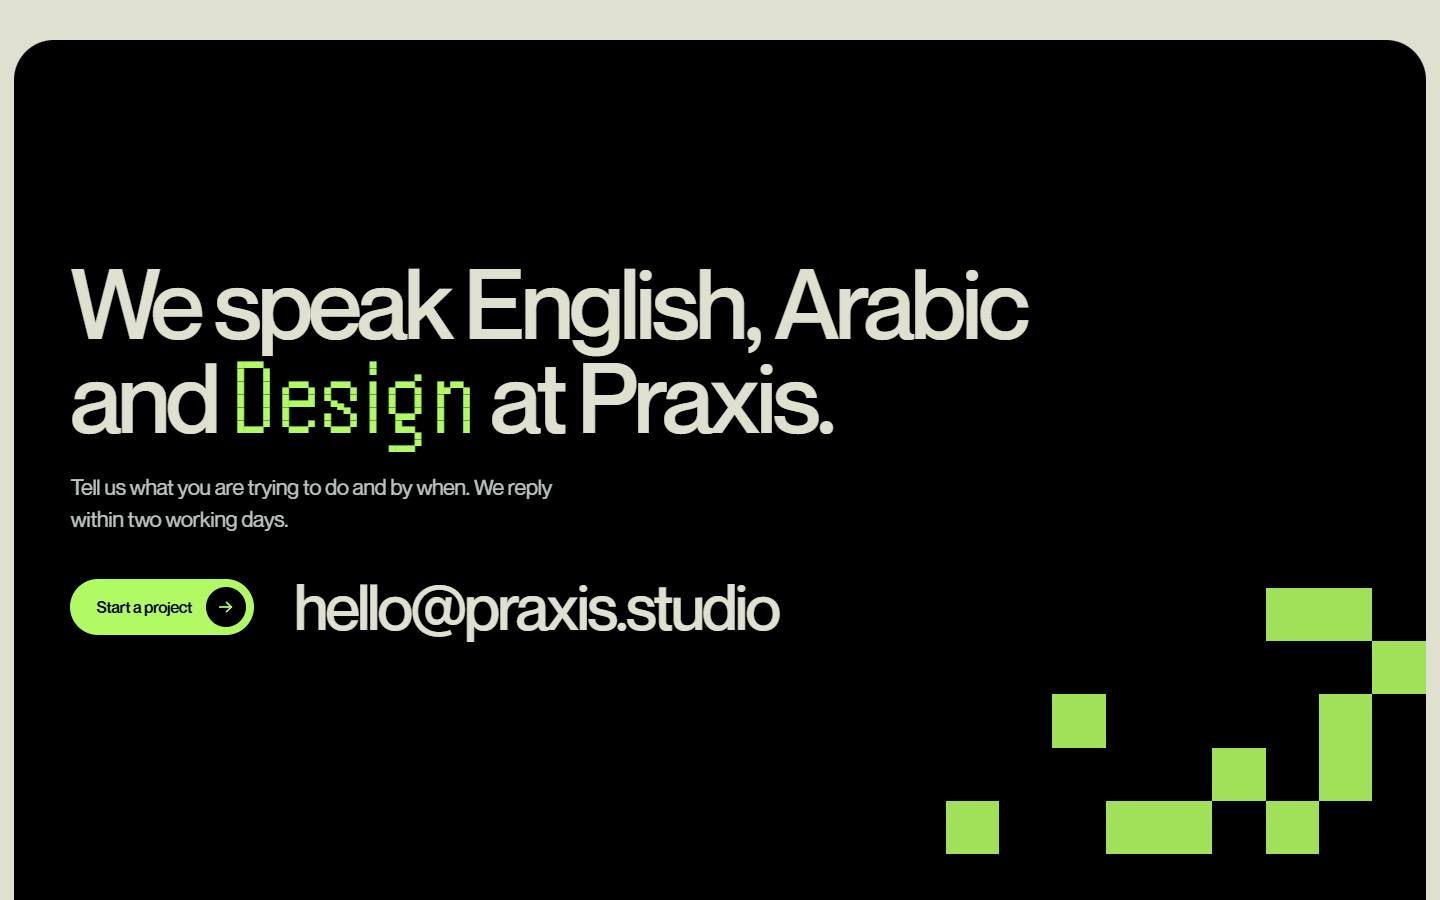 We speak English, Arabic
and Design at Praxis.
Tell us what you are trying to do and by when. We reply
within two working days.
Start a project
hello@praxis.studio